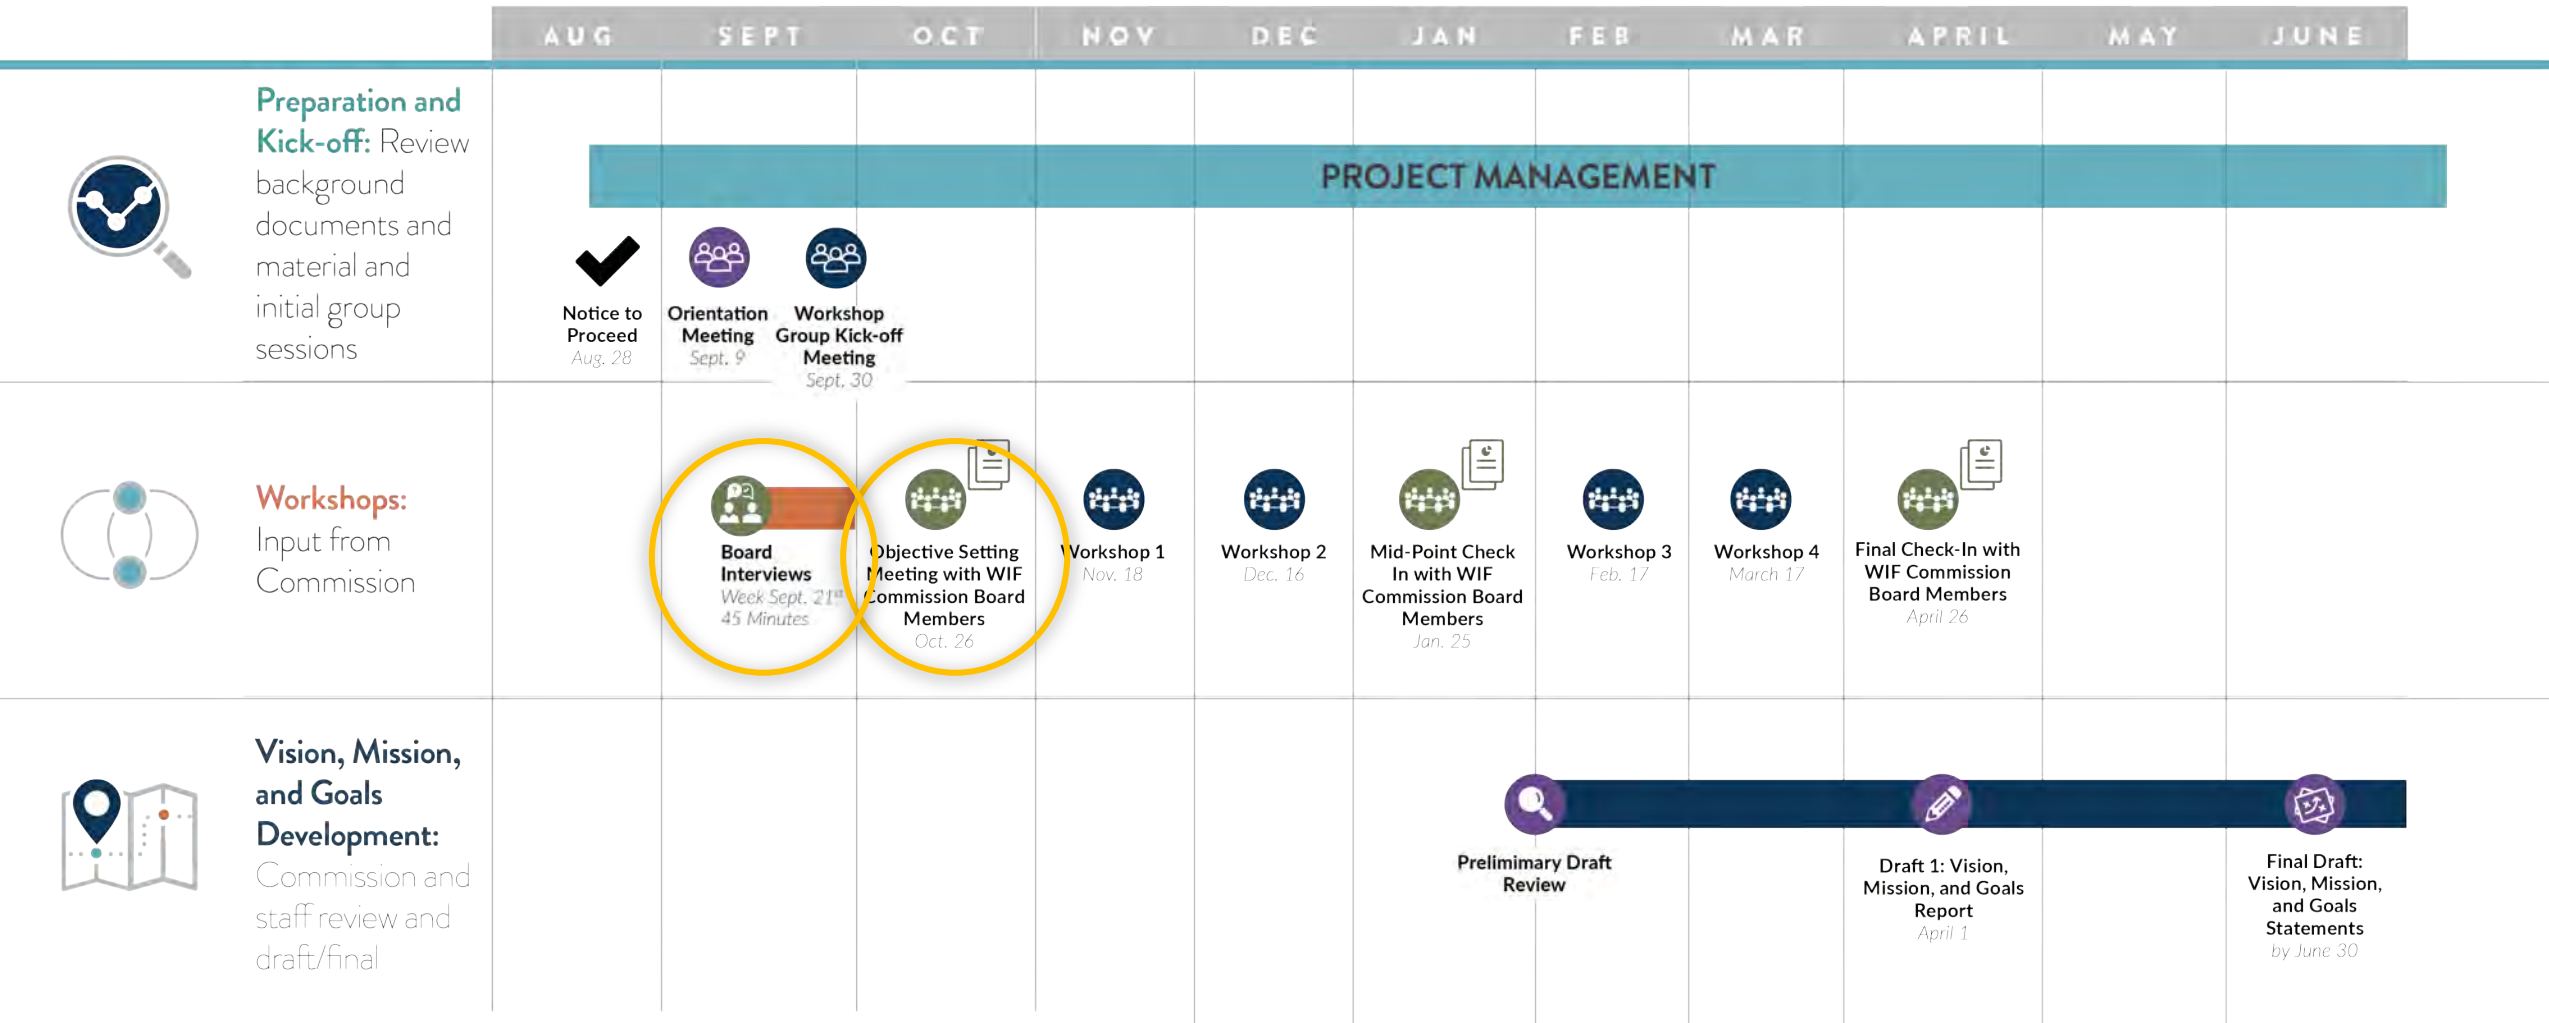 AUG SEPT OCT NOV DEC JAN FEB MAR APRIL MAY JUNE
Preparation and
Kick-off: Review
background
documents and
material and
initial group
sessions
PROJECT MANAGEMENT
Notice to
Proceed
Aug. 28
Orientation
Meeting
Sept. 9
Workshop
Group Kick-off
Meeting
Sept. 30
Workshops:
Input from
Commission
Board
Interviews
Week Sept. 21st
45 Minutes
Objective Setting
Meeting with WIF
Commission Board
Members
Oct. 26
Workshop 1
Nov. 18
Workshop 2
Dec. 16
Mid-Point Check
In with WIF
Commission Board
Members
Jan. 25
Workshop 3
Feb. 17
Workshop 4
March 17
Final Check-In with
WIF Commission
Board Members
April 26
Vision, Mission,
and Goals
Development:
Commission and
staff review and
draft/final
Prelimimary Draft
Review
Draft 1: Vision,
Mission, and Goals
Report
April 1
Final Draft:
Vision, Mission,
and Goals
Statements
by June 30